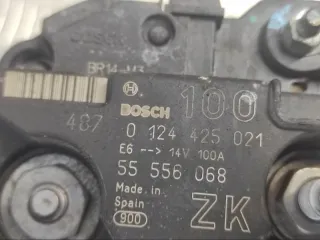 BR14-M3
BOSCH 100
487 0 124 425 021
E6 --> 14V 100A
55 556 068
Made in
Spain
900 ZK